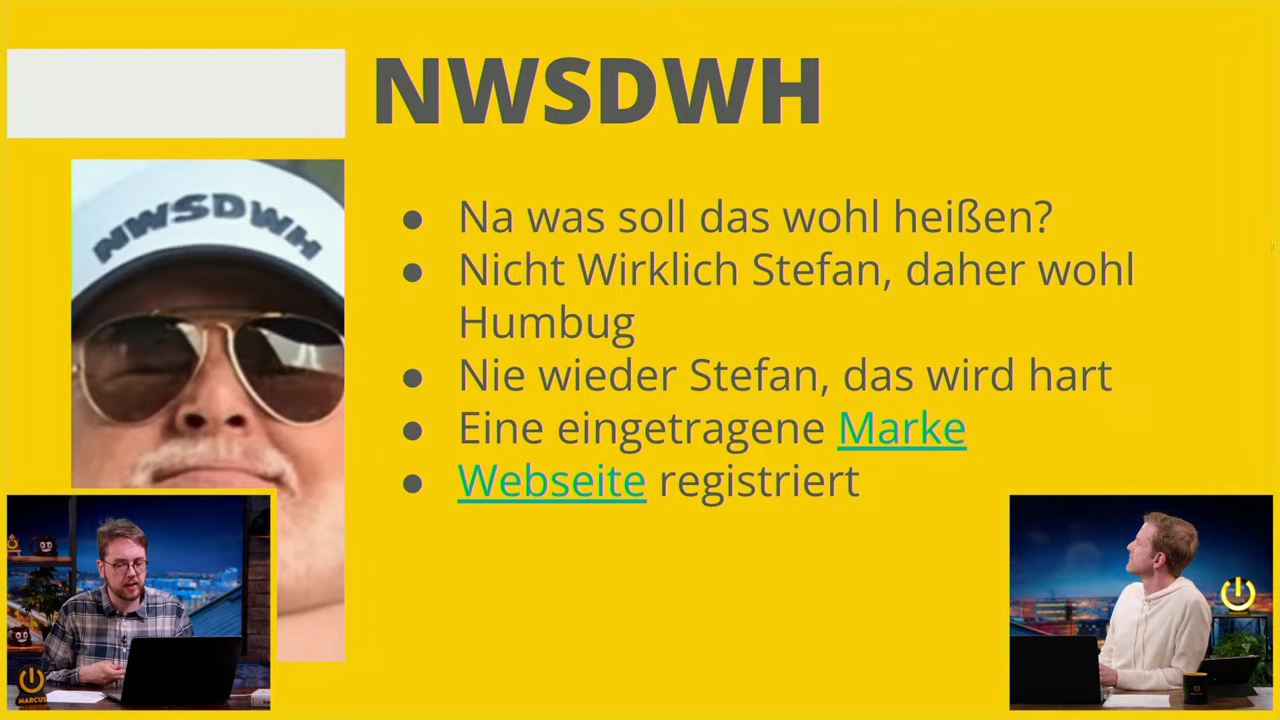 NWSDWH
NWSDWH
Na was soll das wohl heißen?
Nicht Wirklich Stefan, daher wohl
Humbug
Nie wieder Stefan, das wird hart
Eine eingetragene Marke
Webseite registriert
MARCUS